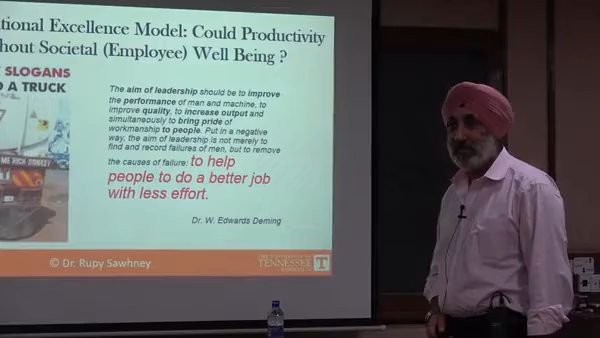 ational Excellence Model: Could Productivity
hout Societal (Employee) Well Being ?
SLOGANS
A TRUCK
ME RICH DONKEY
The aim of leadership should be to improve
the performance of man and machine, to
improve quality, to increase output and
simultaneously to bring pride of
workmanship to people. Put in a negative
way, the aim of leadership is not merely to
find and record failures of men, but to remove
the causes of failure: to help
people to do a better job
with less effort.
Dr. W. Edwards Deming
© Dr. Rupy Sawhney
TENNESSEE
T